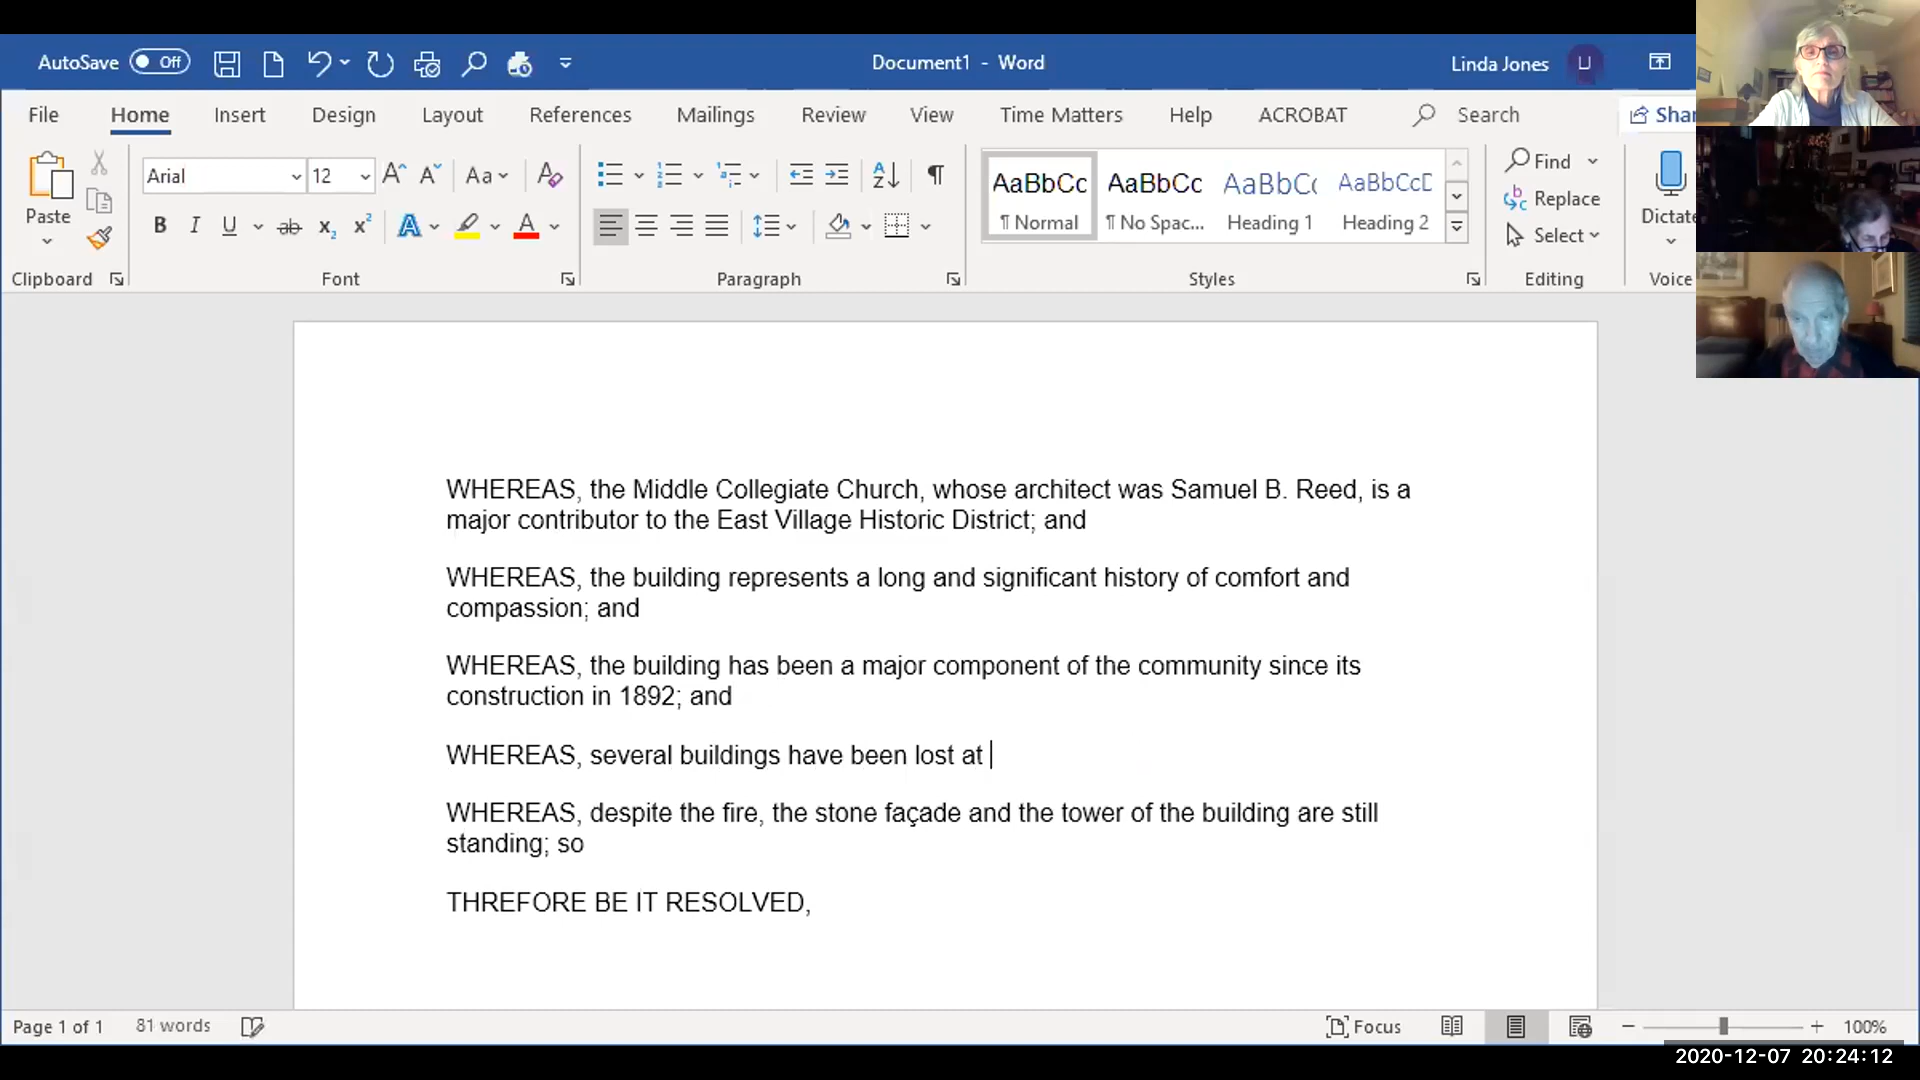 AutoSave Off
Document1 - Word
Linda Jones LJ
File Home Insert Design Layout References Mailings Review View Time Matters Help ACROBAT Search Shar
Paste
Arial 12 Aa
¶ Normal
¶ No Spac...
Heading 1
Heading 2
Find
Replace
Select
Dictate
Clipboard Font Paragraph Styles Editing Voice
WHEREAS, the Middle Collegiate Church, whose architect was Samuel B. Reed, is a
major contributor to the East Village Historic District; and
WHEREAS, the building represents a long and significant history of comfort and
compassion; and
WHEREAS, the building has been a major component of the community since its
construction in 1892; and
WHEREAS, several buildings have been lost at
WHEREAS, despite the fire, the stone façade and the tower of the building are still
standing; so
THREFORE BE IT RESOLVED,
Page 1 of 1 81 words Focus 100%
2020-12-07 20:24:12